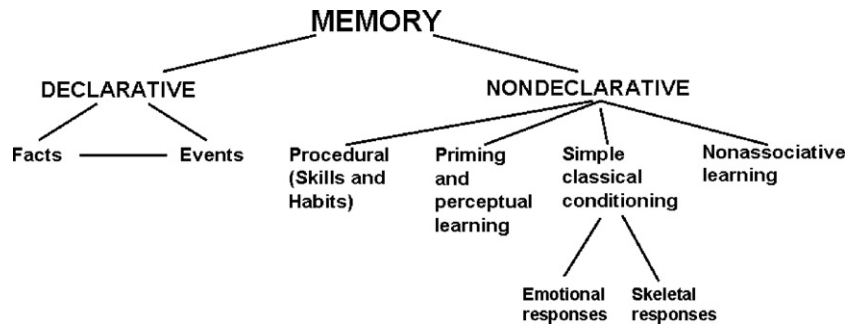 MEMORY
DECLARATIVE
NONDECLARATIVE
Facts
Events
Procedural
(Skills and
Habits)
Priming
and
perceptual
learning
Simple
classical
conditioning
Nonassociative
learning
Emotional
responses
Skeletal
responses